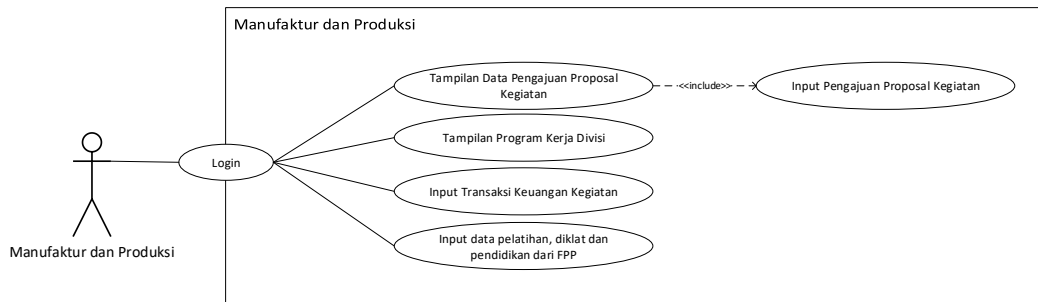 Manufaktur dan Produksi
Tampilan Data Pengajuan Proposal
Kegiatan
<<include>>
Input Pengajuan Proposal Kegiatan
Tampilan Program Kerja Divisi
Login
Input Transaksi Keuangan Kegiatan
Input data pelatihan, diklat dan
pendidikan dari FPP
Manufaktur dan Produksi